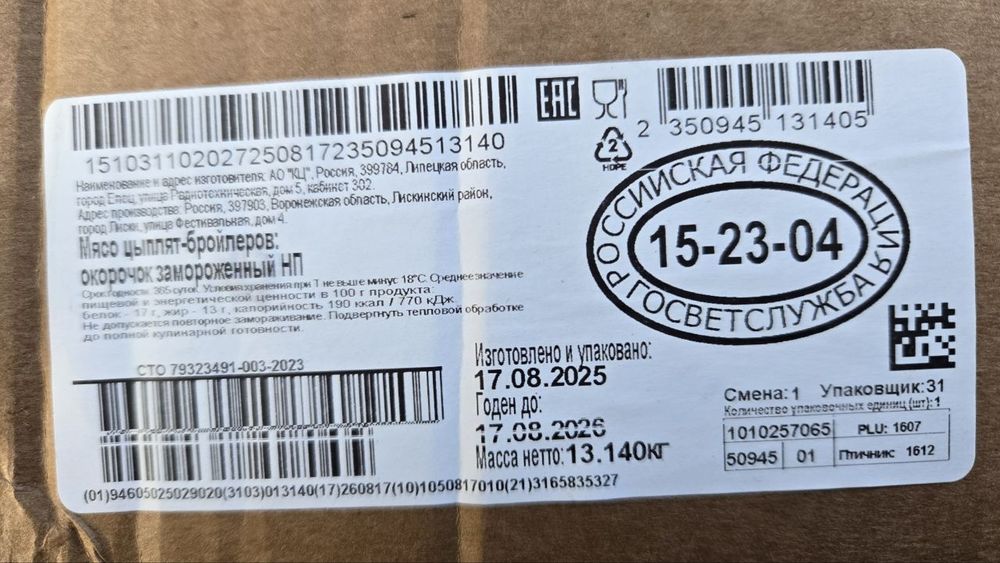 15103110202725081723509451З140
Наименование и адрес изготовителя: АО "КЦ", Россия, 399784, Липецкая область,
город Елец, улица Радиотехническая, дом 5, кабинет 302.
Адрес производства: Россия, 397903, Воронежская область, Лискинский район,
город Лиски, улица Фестивальная, дом 4.
Мясо цыплят-бройлеров:
окорочок замороженный НП
Срок годности: 365 суток. Условия хранения при Т не выше минус 18°С. Среднее значение
пищевой и энергетической ценности в 100 г продукта:
белок - 17 г, жир - 13 г, калорийность 190 ккал / 770 кДж.
Не допускается повторное замораживание. Подвергнуть тепловой обработке
до полной кулинарной готовности.
СТО 79323491-003-2023
(01)94605025029020(3103)013140(17)260817(10)1050817010(21)3165835327
EAC
HDPE
2
2 350945 131405
РОССИЙСКАЯ ФЕДЕРАЦИЯ
15-23-04
ГОСВЕТСЛУЖБА
Изготовлено и упаковано:
17.08.2025
Годен до:
17.08.2026
Масса нетто: 13.140кг
Смена: 1 Упаковщик: 31
Количество упаковочных единиц (шт): 1
1010257065 PLU: 1607
50945 01 Птичник: 1612